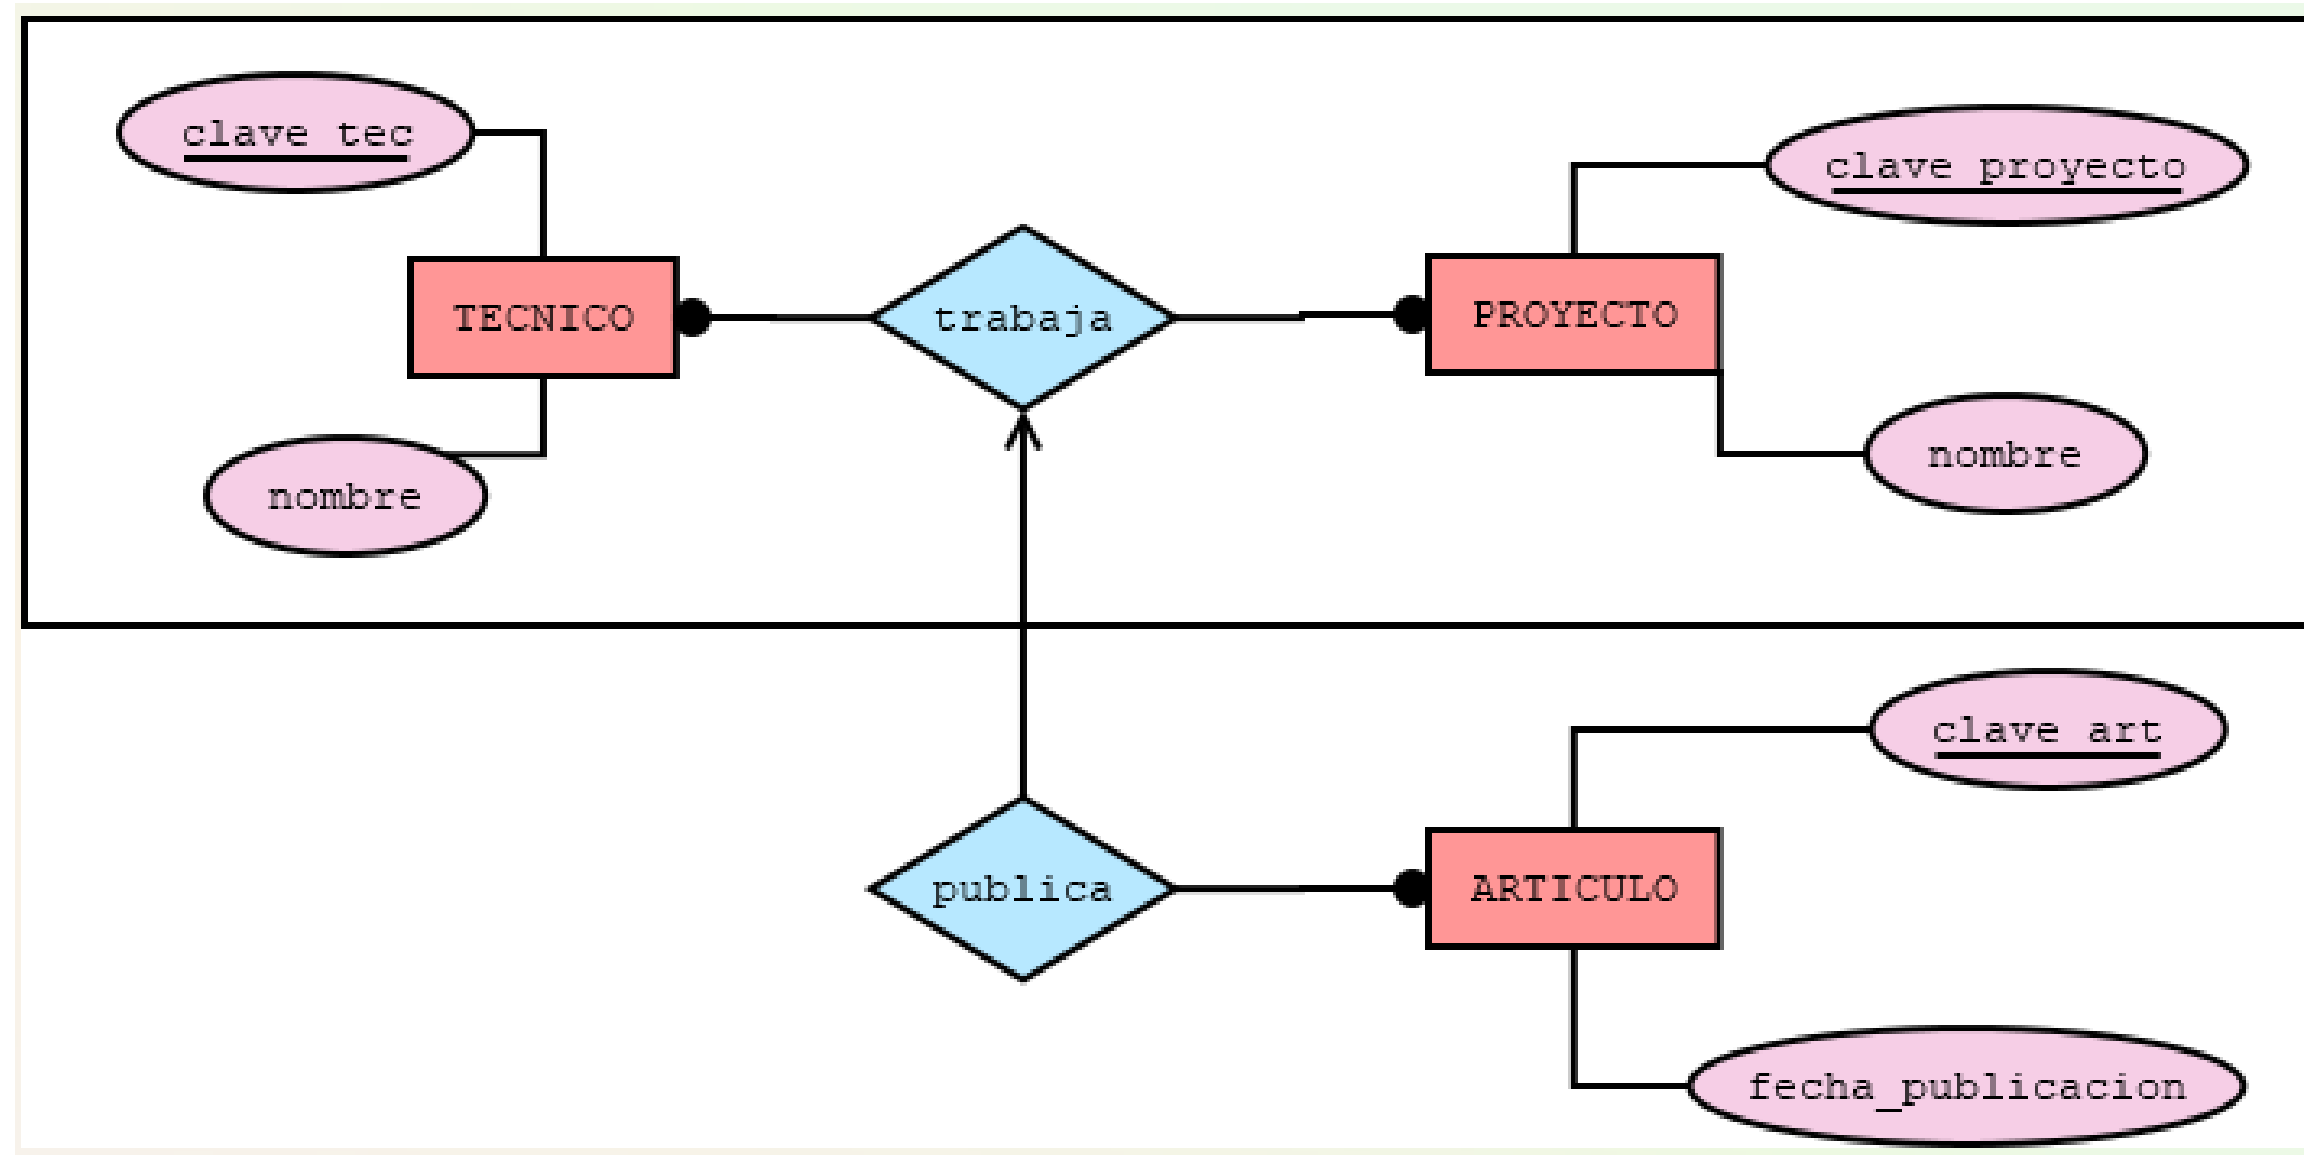 clave tec
clave proyecto
TECNICO
trabaja
PROYECTO
nombre
nombre
clave art
publica
ARTICULO
fecha_publicacion